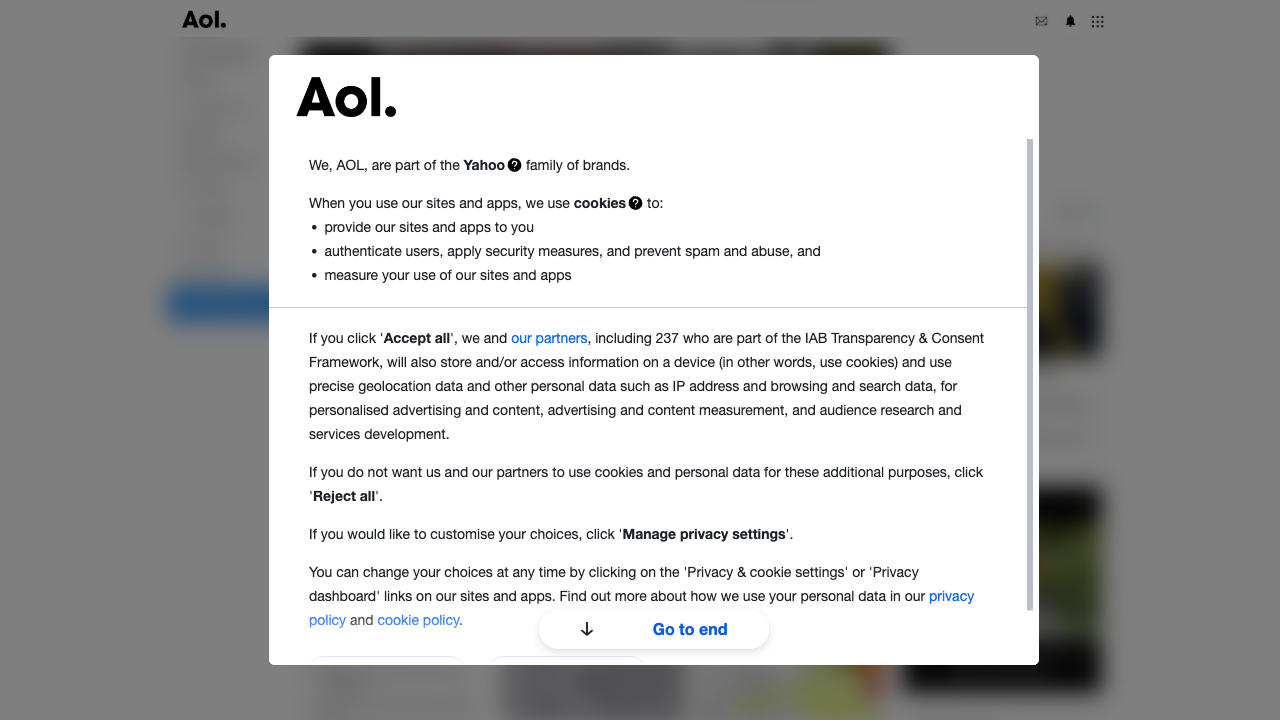 Aol.
Aol.
We, AOL, are part of the Yahoo family of brands.
When you use our sites and apps, we use cookies to:
• provide our sites and apps to you
• authenticate users, apply security measures, and prevent spam and abuse, and
• measure your use of our sites and apps
If you click 'Accept all', we and our partners, including 237 who are part of the IAB Transparency & Consent
Framework, will also store and/or access information on a device (in other words, use cookies) and use
precise geolocation data and other personal data such as IP address and browsing and search data, for
personalised advertising and content, advertising and content measurement, and audience research and
services development.
If you do not want us and our partners to use cookies and personal data for these additional purposes, click
'Reject all'.
If you would like to customise your choices, click 'Manage privacy settings'.
You can change your choices at any time by clicking on the 'Privacy & cookie settings' or 'Privacy
dashboard' links on our sites and apps. Find out more about how we use your personal data in our privacy
policy and cookie policy.
Go to end